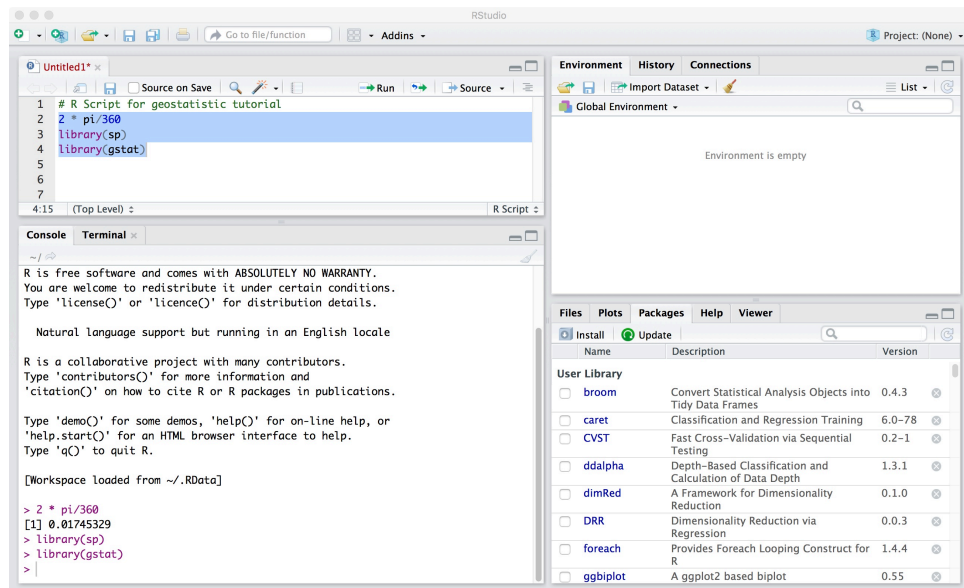 RStudio
Go to file/function
Addins
Project: (None)
Untitled1*
Source on Save
Run
Source
1 # R Script for geostatistic tutorial
2 2 * pi/360
3 library(sp)
4 library(gstat)
5
6
7
4:15 (Top Level) R Script
Console Terminal
~/
R is free software and comes with ABSOLUTELY NO WARRANTY.
You are welcome to redistribute it under certain conditions.
Type 'license()' or 'licence()' for distribution details.
Natural language support but running in an English locale
R is a collaborative project with many contributors.
Type 'contributors()' for more information and
'citation()' on how to cite R or R packages in publications.
Type 'demo()' for some demos, 'help()' for on-line help, or
'help.start()' for an HTML browser interface to help.
Type 'q()' to quit R.
[Workspace loaded from ~/.RData]
> 2 * pi/360
[1] 0.01745329
> library(sp)
> library(gstat)
>
Environment History Connections
Import Dataset List
Global Environment
Environment is empty
Files Plots Packages Help Viewer
Install Update
Name Description Version
User Library
broom Convert Statistical Analysis Objects into 0.4.3
Tidy Data Frames
caret Classification and Regression Training 6.0-78
CVST Fast Cross-Validation via Sequential 0.2-1
Testing
ddalpha Depth-Based Classification and 1.3.1
Calculation of Data Depth
dimRed A Framework for Dimensionality 0.1.0
Reduction
DRR Dimensionality Reduction via 0.0.3
Regression
foreach Provides Foreach Looping Construct for 1.4.4
R
ggbiplot A ggplot2 based biplot 0.55